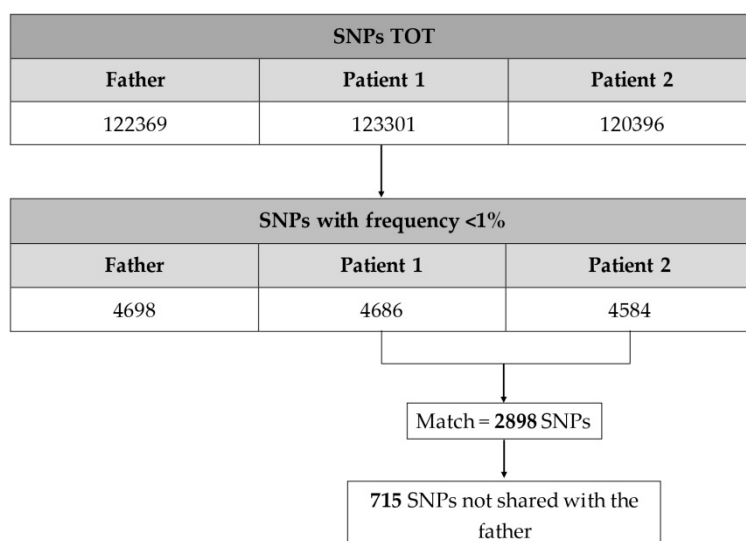 SNPs TOT
Father Patient 1 Patient 2
122369 123301 120396
SNPs with frequency <1%
Father Patient 1 Patient 2
4698 4686 4584
Match = 2898 SNPs
715 SNPs not shared with the
father